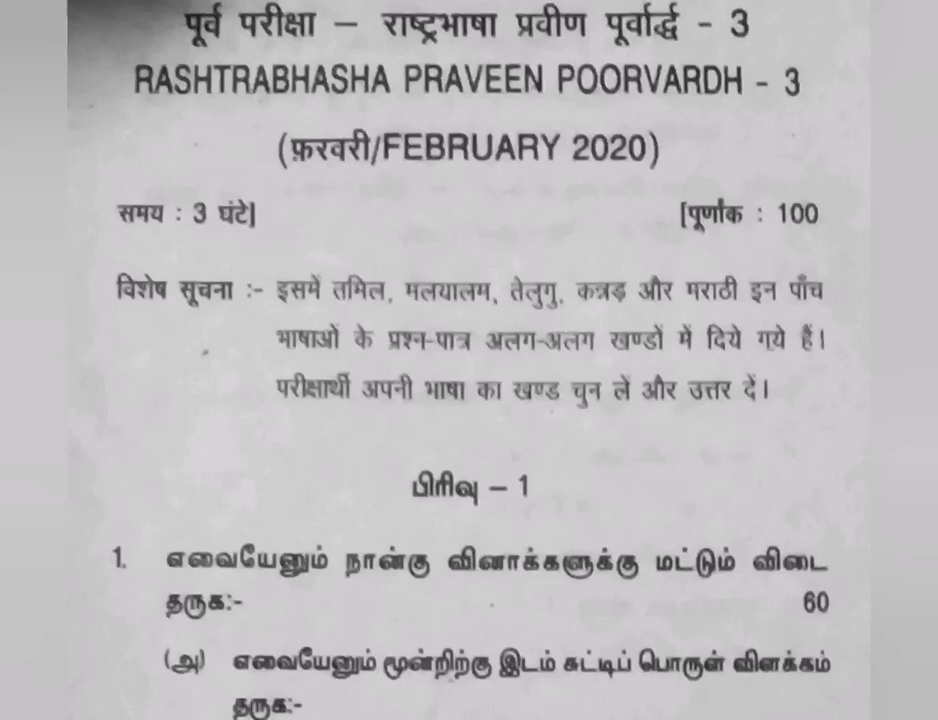 पूर्व परीक्षा – राष्ट्रभाषा प्रवीण पूर्वार्द्ध - 3
RASHTRABHASHA PRAVEEN POORVARDH - 3
(फ़रवरी/FEBRUARY 2020)
समय : 3 घंटे] [पूर्णांक : 100
विशेष सूचना :- इसमें तमिल, मलयालम, तेलुगु, कन्नड़ और मराठी इन पाँच
भाषाओं के प्रश्न-पात्र अलग-अलग खण्डों में दिये गये हैं।
परीक्षार्थी अपनी भाषा का खण्ड चुन लें और उत्तर दें।
பிரிவு – 1
1. எவையேனும் நான்கு வினாக்களுக்கு மட்டும் விடை
தருக:- 60
(அ) எவையேனும் மூன்றிற்கு இடம் சுட்டிப் பொருள் விளக்கம்
தருக:-